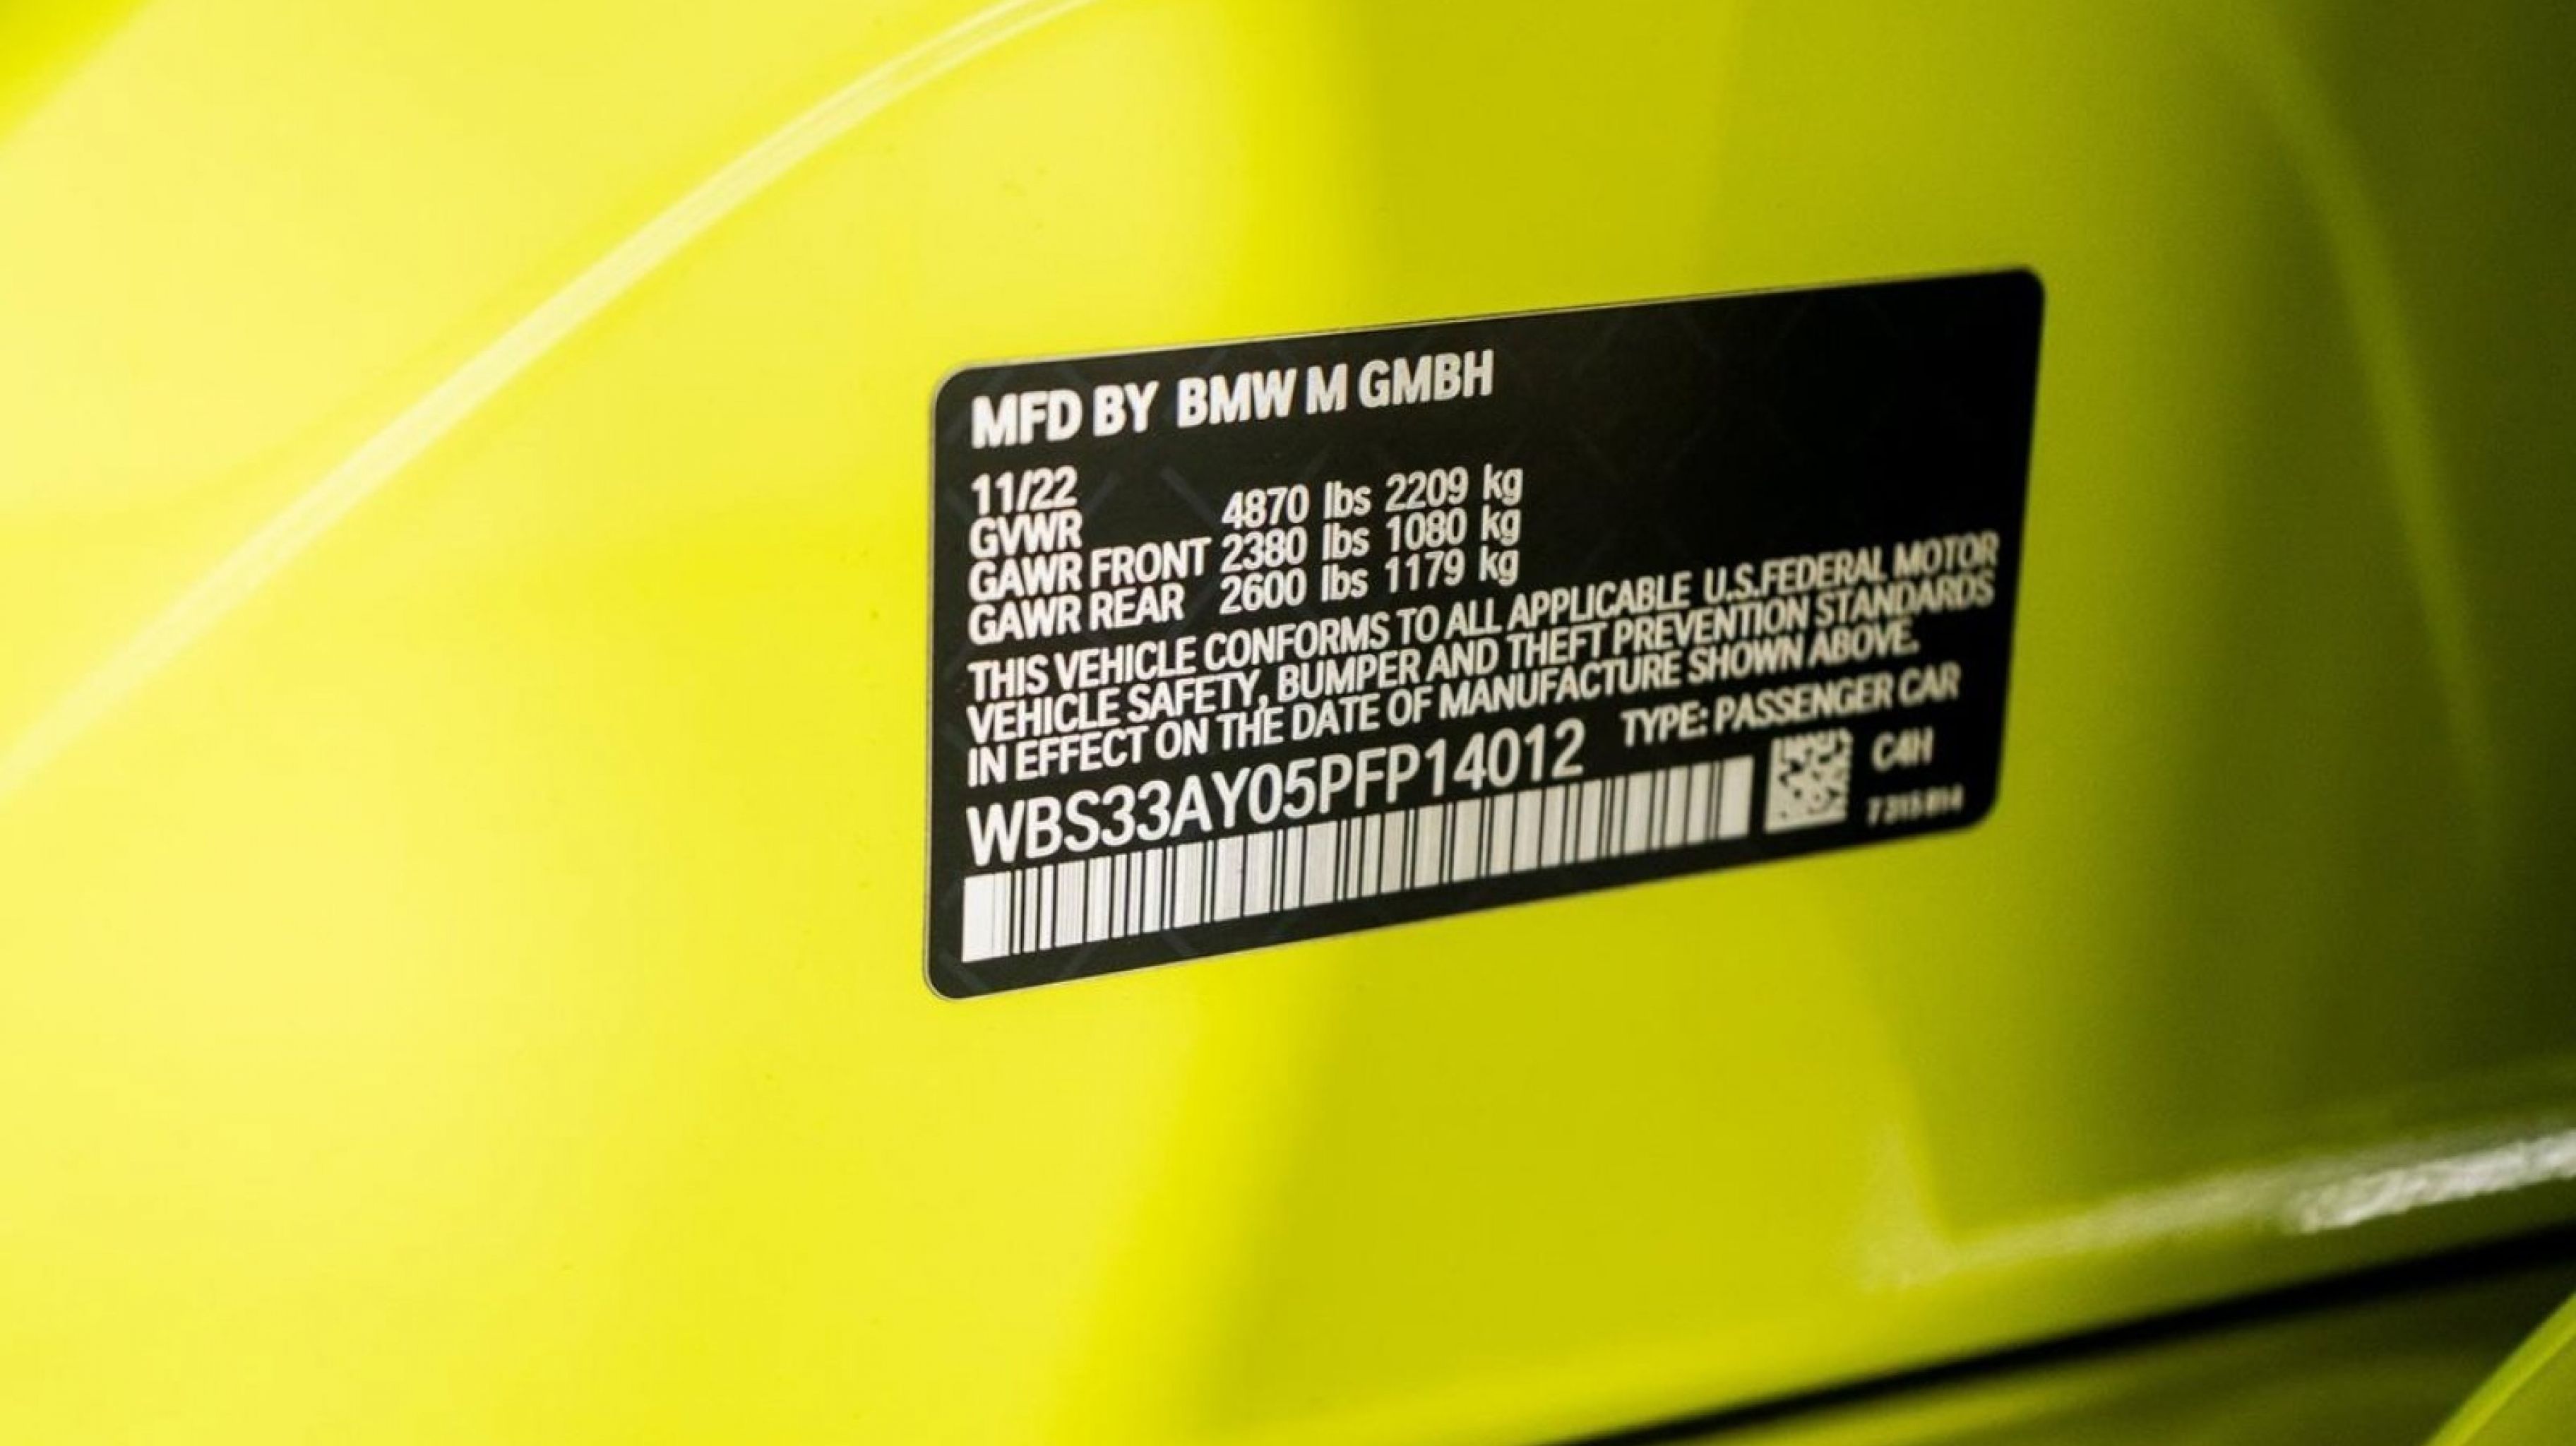 MFD BY BMW M GMBH
11/22
GVWR 4870 lbs 2209 kg
GAWR FRONT 2380 lbs 1080 kg
GAWR REAR 2600 lbs 1179 kg
THIS VEHICLE CONFORMS TO ALL APPLICABLE U.S.FEDERAL MOTOR
VEHICLE SAFETY, BUMPER AND THEFT PREVENTION STANDARDS
IN EFFECT ON THE DATE OF MANUFACTURE SHOWN ABOVE.
WBS33AY05PFP14012 TYPE: PASSENGER CAR
C4H